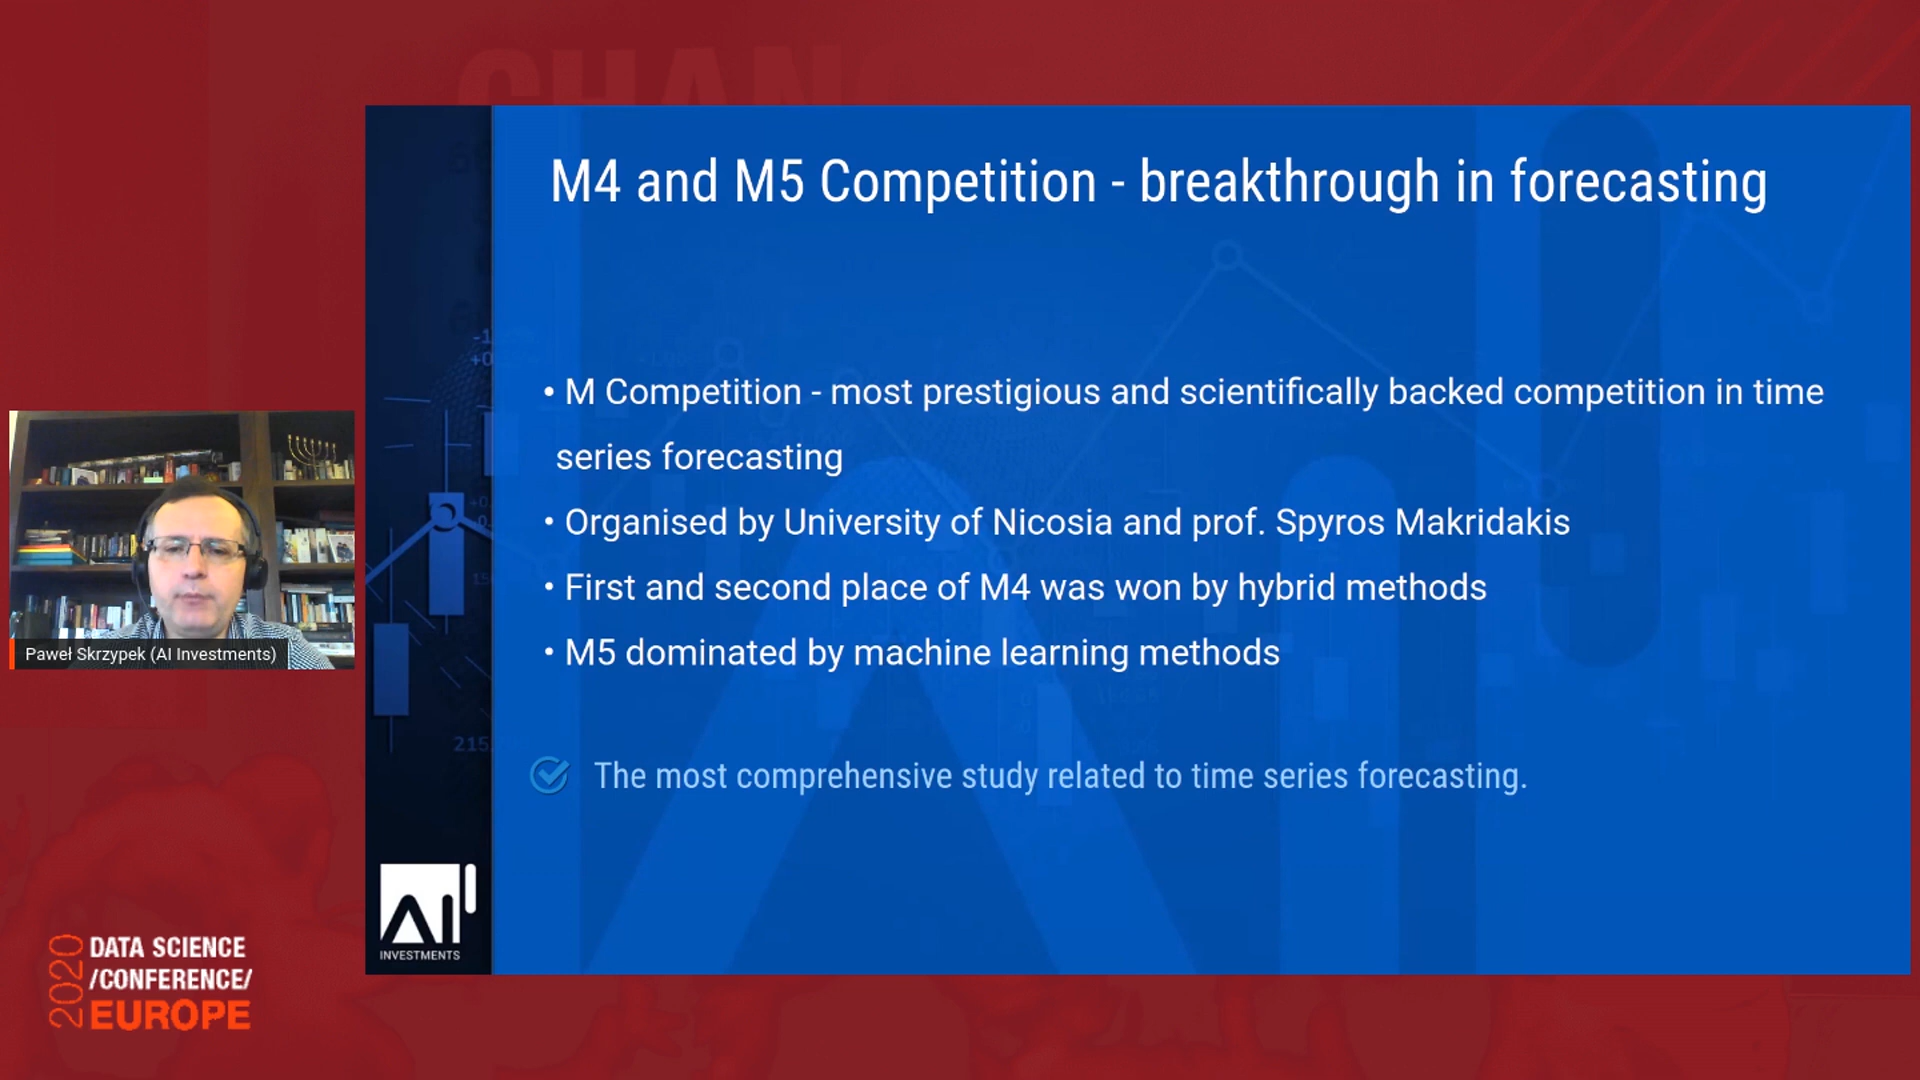 M4 and M5 Competition - breakthrough in forecasting
• M Competition - most prestigious and scientifically backed competition in time
series forecasting
• Organised by University of Nicosia and prof. Spyros Makridakis
• First and second place of M4 was won by hybrid methods
• M5 dominated by machine learning methods
The most comprehensive study related to time series forecasting.
Paweł Skrzypek (AI Investments)
AI
INVESTMENTS
2020
DATA SCIENCE
/CONFERENCE/
EUROPE